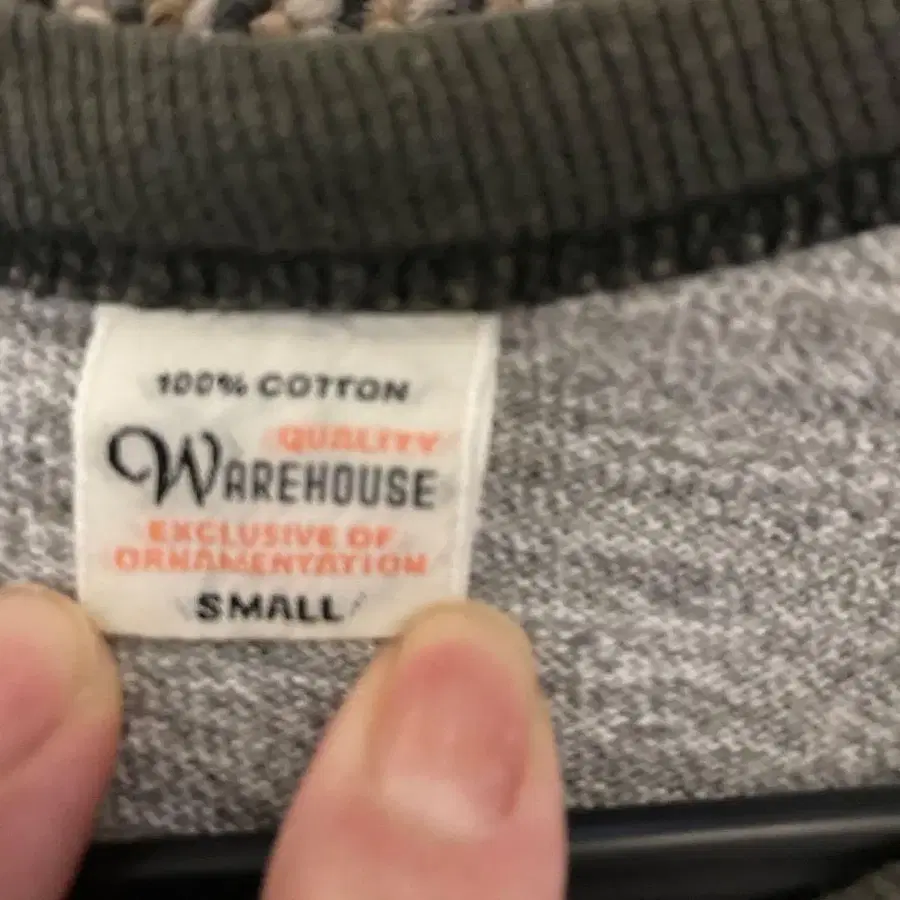 100% COTTON
QUALITY
WAREHOUSE
EXCLUSIVE OF
ORNAMENTATION
SMALL